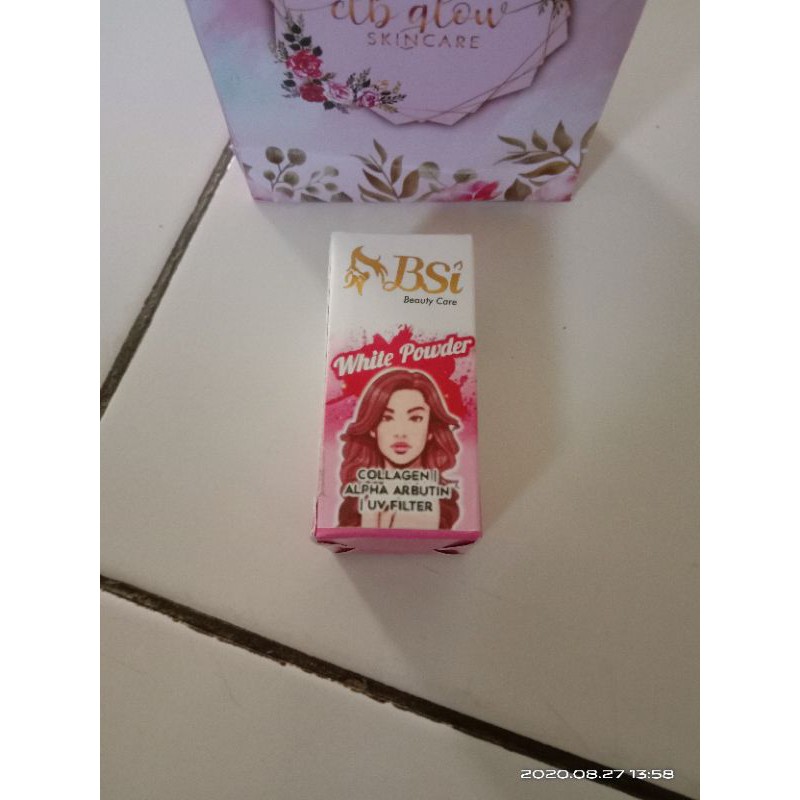 clb glow
SKINCARE
BSi
Beauty Care
White Powder
COLLAGEN |
ALPHA ARBUTIN
| UV FILTER
2020.08.27 13:58